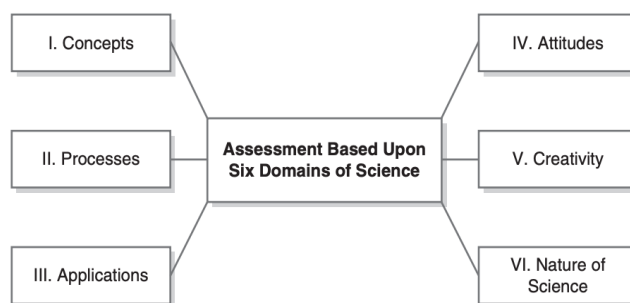 I. Concepts
II. Processes
III. Applications
Assessment Based Upon
Six Domains of Science
IV. Attitudes
V. Creativity
VI. Nature of
Science